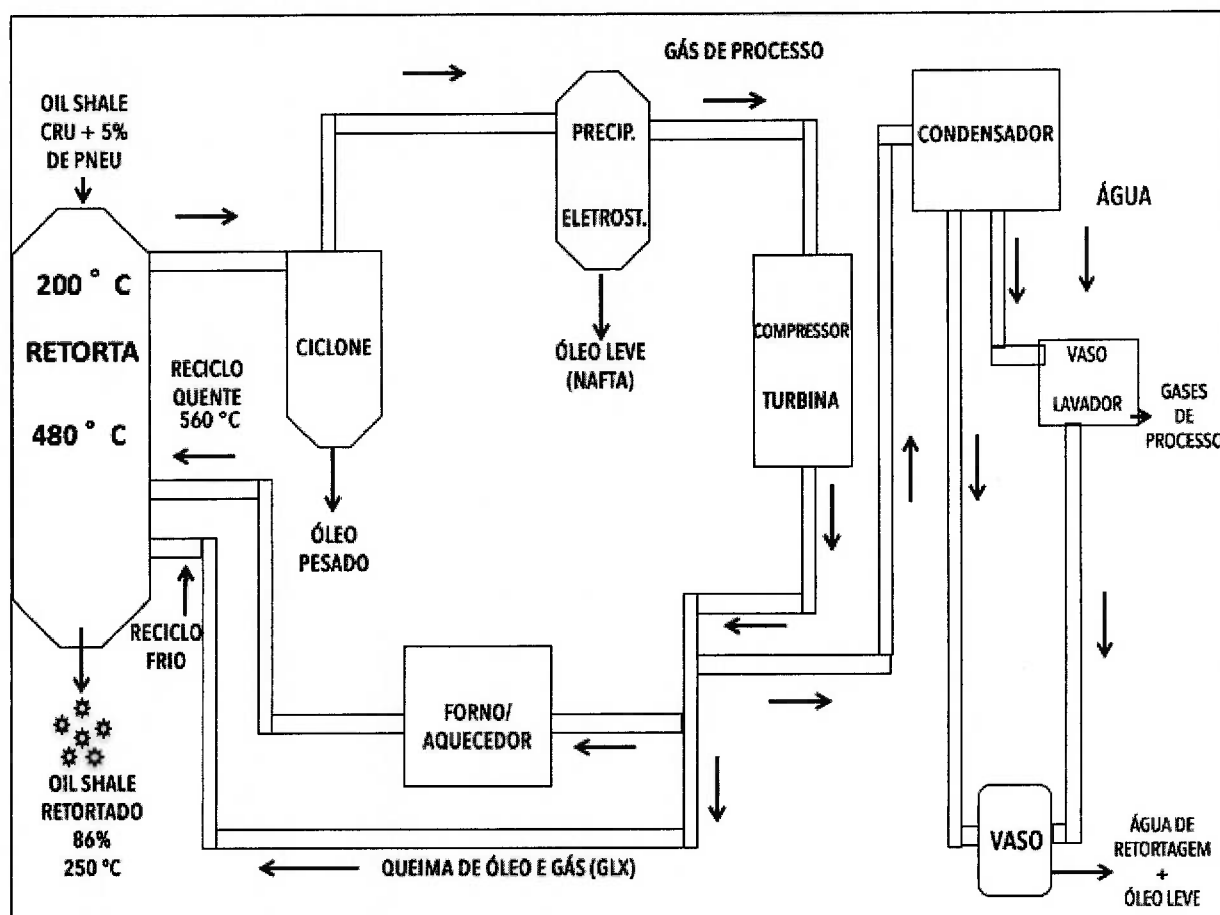 OIL SHALE
CRU + 5%
DE PNEU
200° C
RETORTA
480° C
CICLONE
RECICLO
QUENTE
560 °C
ÓLEO
PESADO
RECICLO
FRIO
OIL SHALE
RETORTADO
86%
250 °C
GÁS DE PROCESSO
PRECIP.
ELETROST.
ÓLEO LEVE
(NAFTA)
COMPRESSOR
TURBINA
FORNO/
AQUECEDOR
QUEIMA DE ÓLEO E GÁS (GLX)
CONDENSADOR
ÁGUA
VASO
LAVADOR
GASES
DE
PROCESSO
VASO
ÁGUA DE
RETORTAGEM
+
ÓLEO LEVE